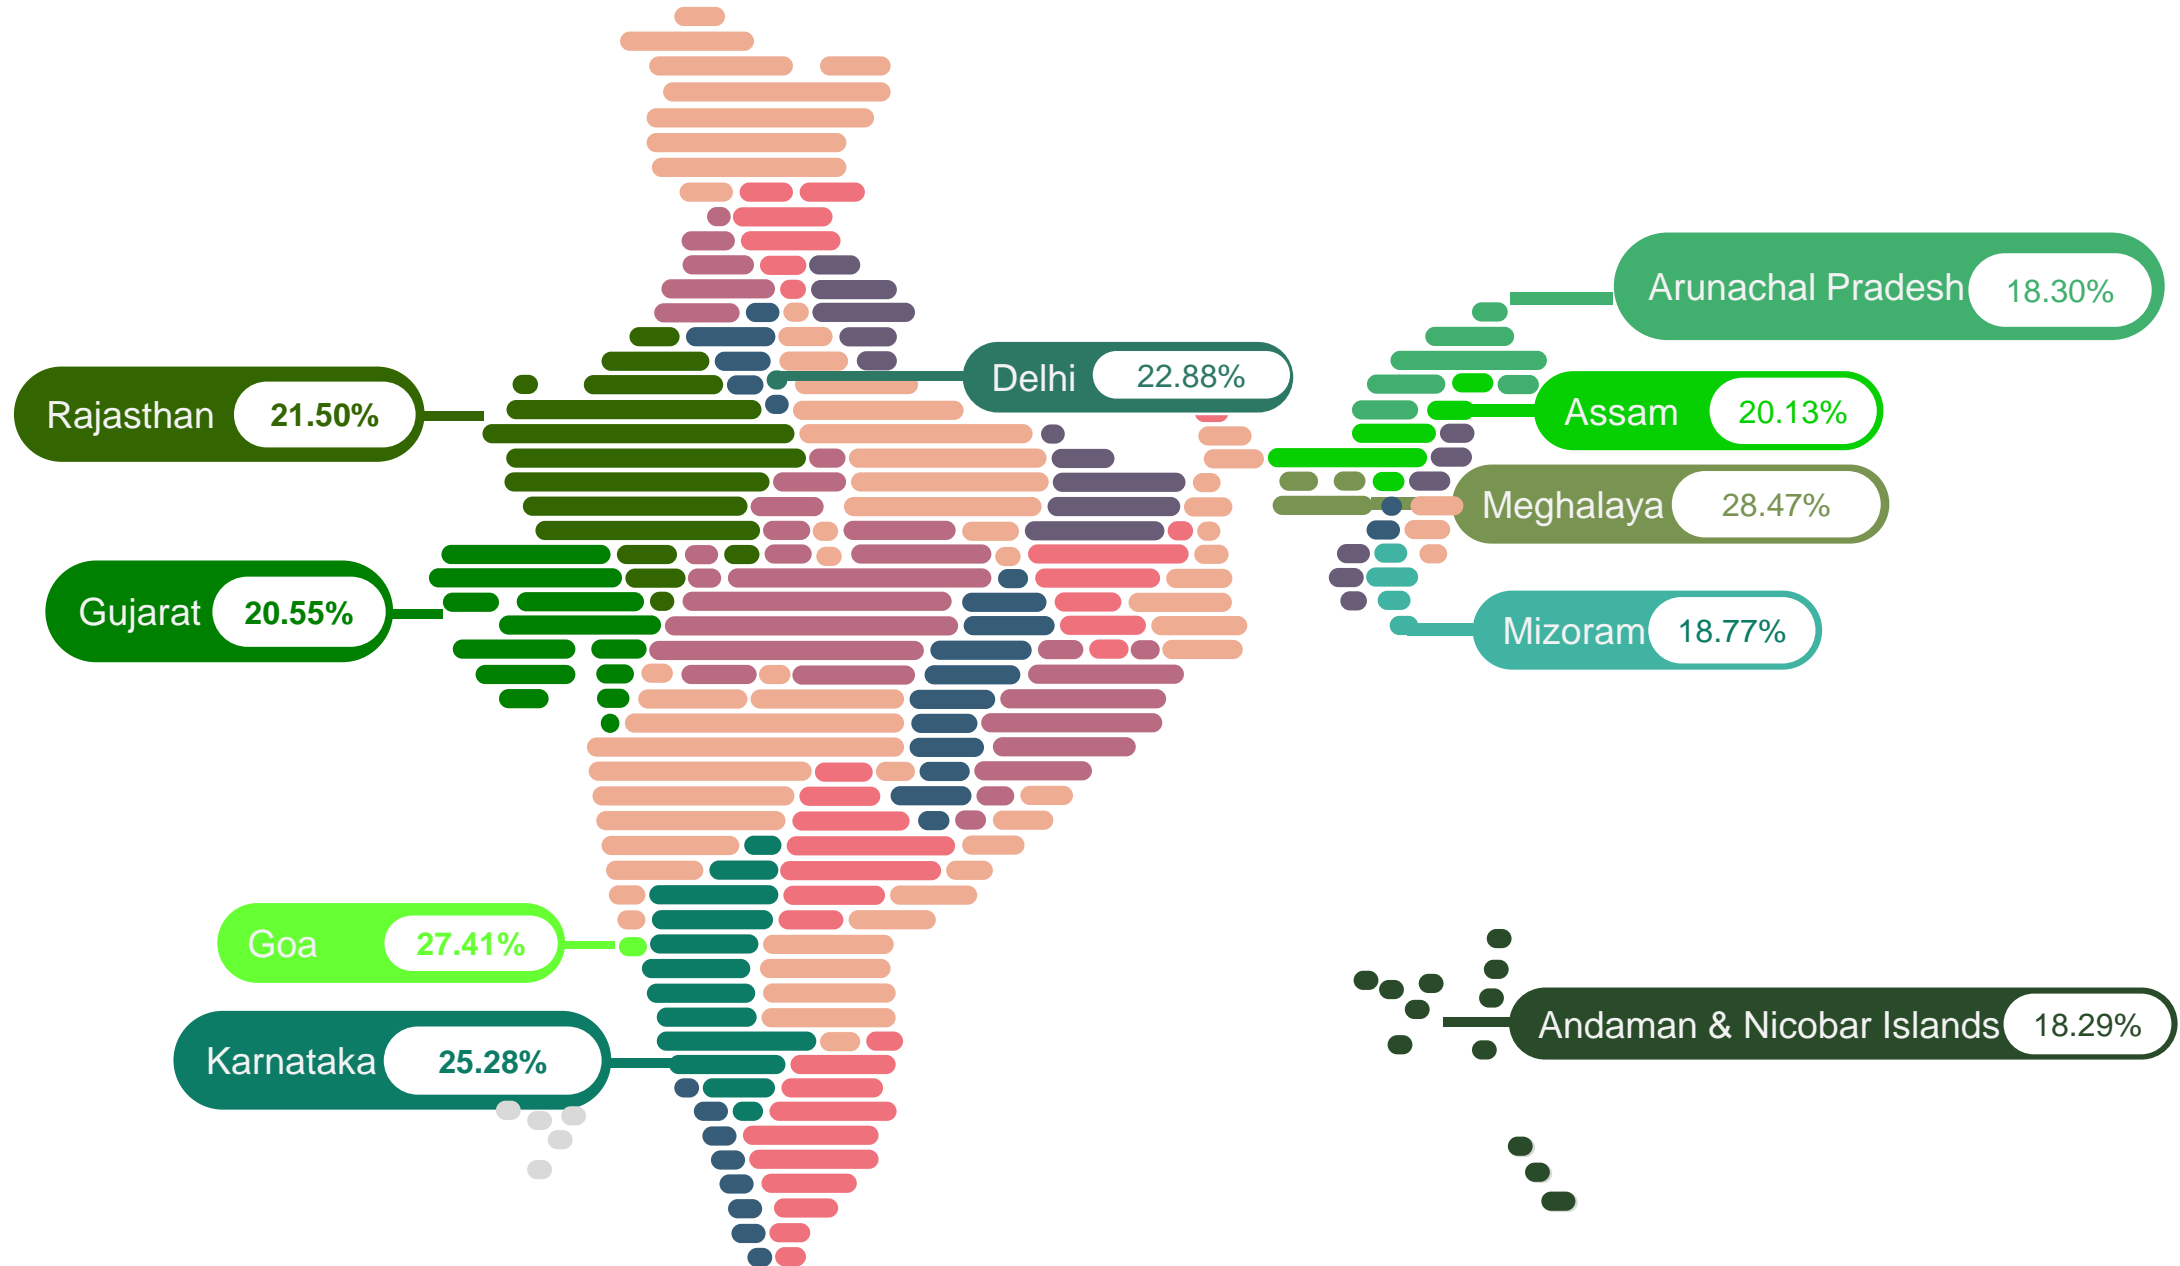 Arunachal Pradesh 18.30%
Delhi 22.88%
Rajasthan 21.50%
Assam 20.13%
Meghalaya 28.47%
Gujarat 20.55%
Mizoram 18.77%
Goa 27.41%
Andaman & Nicobar Islands 18.29%
Karnataka 25.28%